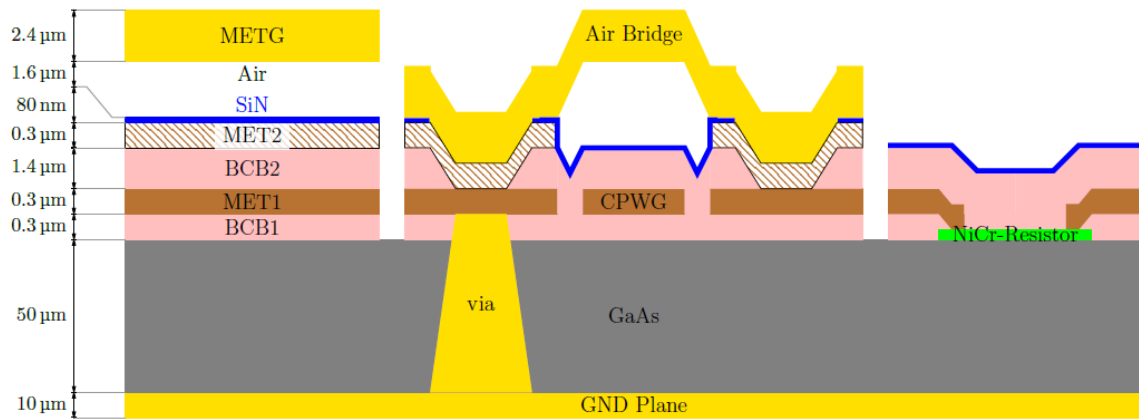 2.4 µm
METG
Air Bridge
1.6 µm
Air
80 nm
SiN
0.3 µm
MET2
1.4 µm
BCB2
0.3 µm
MET1
CPWG
0.3 µm
BCB1
NiCr-Resistor
50 µm
via
GaAs
10 µm
GND Plane